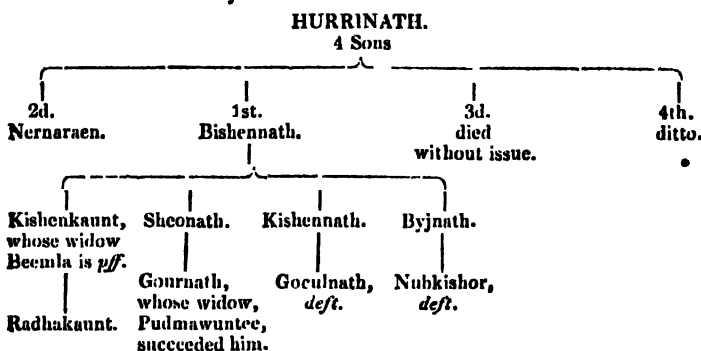 HURRINATH.
4 Sons
2d. 1st. 3d. 4th.
Nernaraen. Bishennath. died ditto.
without issue.
Kishenkaunt, Sheonath. Kishennath. Byjnath.
whose widow
Beemla is pff.
Gournath, Goculnath, Nubkishor,
whose widow, deft. deft.
Radhakaunt. Pudmawuntee,
succeeded him.